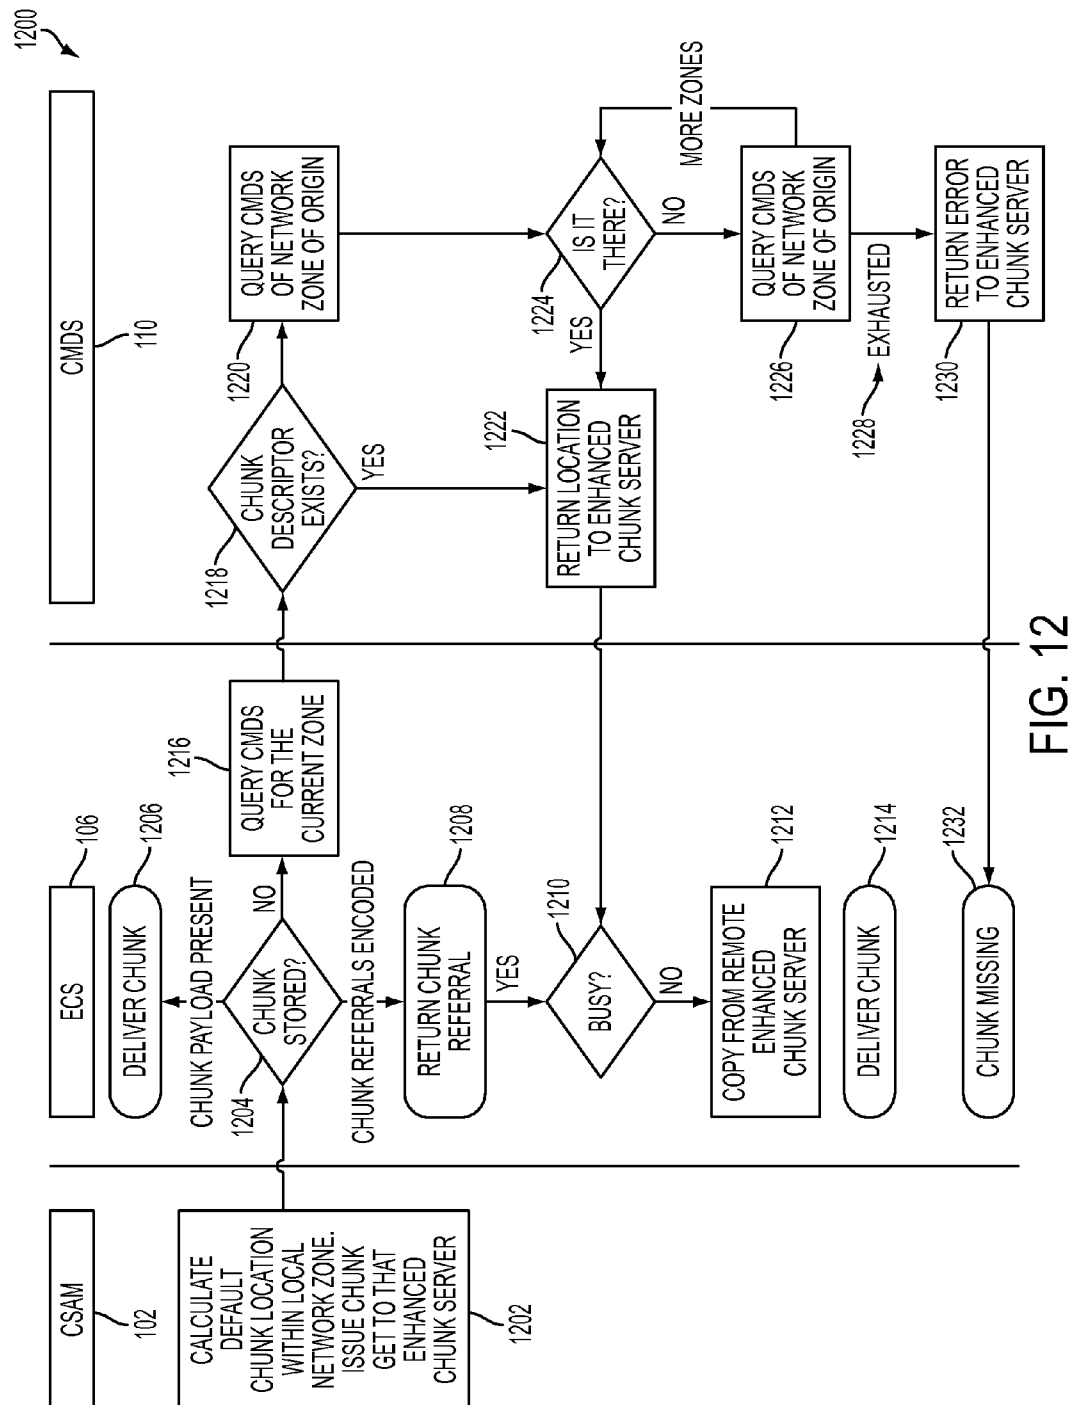 1200
CSAM
102
CALCULATE
DEFAULT
CHUNK LOCATION
WITHIN LOCAL
NETWORK ZONE.
ISSUE CHUNK
GET TO THAT
ENHANCED
CHUNK SERVER
1202
ECS
106
DELIVER CHUNK
1206
CHUNK PAYLOAD PRESENT
CHUNK
STORED?
1204
NO
CHUNK REFERRALS ENCODED
QUERY CMDS
FOR THE
CURRENT ZONE
1216
RETURN CHUNK
REFERRAL
1208
YES
BUSY?
1210
NO
COPY FROM REMOTE
ENHANCED
CHUNK SERVER
1212
DELIVER CHUNK
1214
CHUNK MISSING
1232
CMDS
110
CHUNK
DESCRIPTOR
EXISTS?
1218
YES
QUERY CMDS
OF NETWORK
ZONE OF ORIGIN
1220
RETURN LOCATION
TO ENHANCED
CHUNK SERVER
1222
YES
IS IT
THERE?
1224
NO
MORE ZONES
QUERY CMDS
OF NETWORK
ZONE OF ORIGIN
1226
1228
EXHAUSTED
RETURN ERROR
TO ENHANCED
CHUNK SERVER
1230
FIG. 12